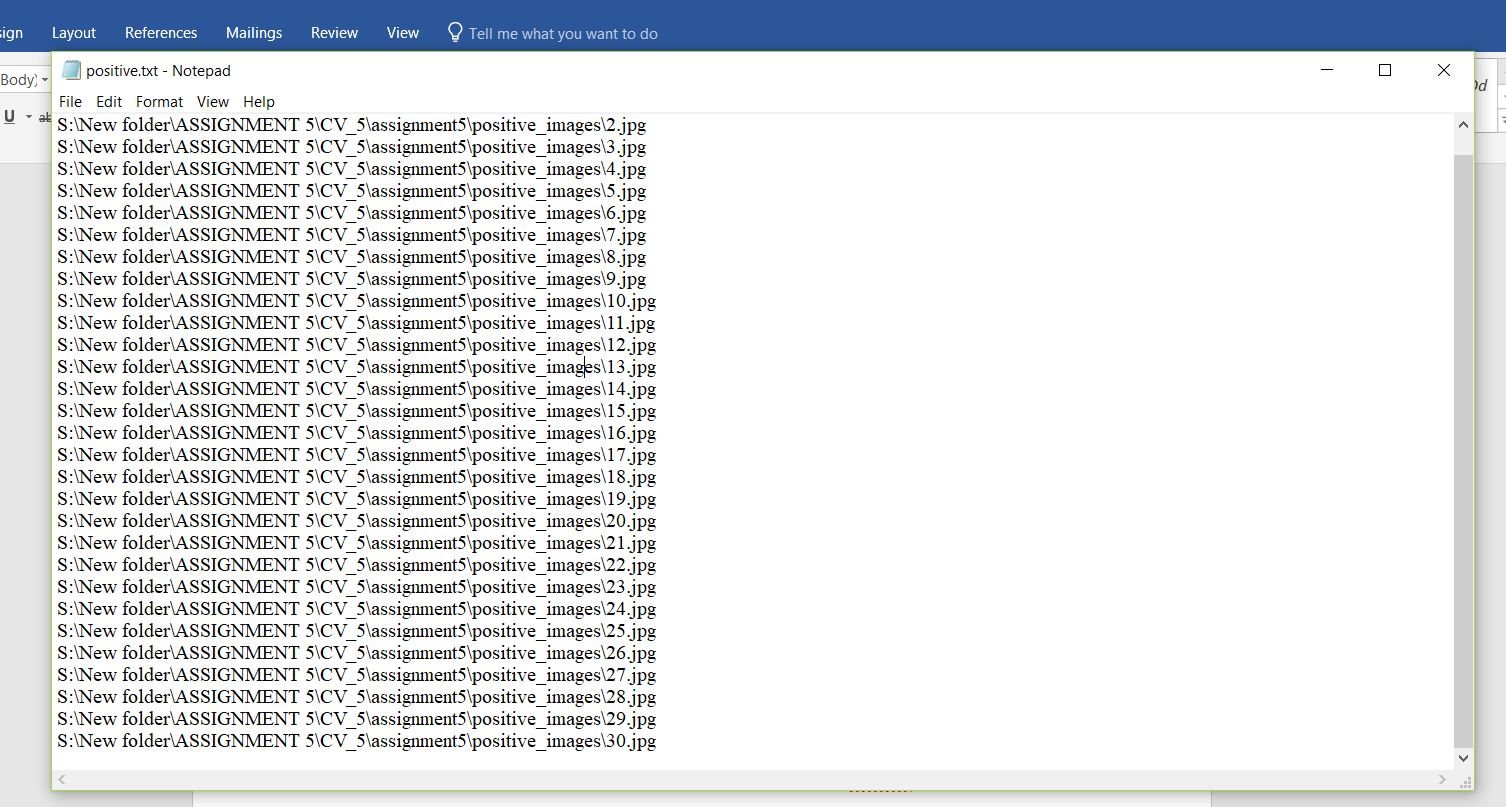 ign Layout References Mailings Review View Tell me what you want to do
positive.txt - Notepad
Body)
dd
U ab
File Edit Format View Help
S:\New folder\ASSIGNMENT 5\CV_5\assignment5\positive_images\2.jpg
S:\New folder\ASSIGNMENT 5\CV_5\assignment5\positive_images\3.jpg
S:\New folder\ASSIGNMENT 5\CV_5\assignment5\positive_images\4.jpg
S:\New folder\ASSIGNMENT 5\CV_5\assignment5\positive_images\5.jpg
S:\New folder\ASSIGNMENT 5\CV_5\assignment5\positive_images\6.jpg
S:\New folder\ASSIGNMENT 5\CV_5\assignment5\positive_images\7.jpg
S:\New folder\ASSIGNMENT 5\CV_5\assignment5\positive_images\8.jpg
S:\New folder\ASSIGNMENT 5\CV_5\assignment5\positive_images\9.jpg
S:\New folder\ASSIGNMENT 5\CV_5\assignment5\positive_images\10.jpg
S:\New folder\ASSIGNMENT 5\CV_5\assignment5\positive_images\11.jpg
S:\New folder\ASSIGNMENT 5\CV_5\assignment5\positive_images\12.jpg
S:\New folder\ASSIGNMENT 5\CV_5\assignment5\positive_images\13.jpg
S:\New folder\ASSIGNMENT 5\CV_5\assignment5\positive_images\14.jpg
S:\New folder\ASSIGNMENT 5\CV_5\assignment5\positive_images\15.jpg
S:\New folder\ASSIGNMENT 5\CV_5\assignment5\positive_images\16.jpg
S:\New folder\ASSIGNMENT 5\CV_5\assignment5\positive_images\17.jpg
S:\New folder\ASSIGNMENT 5\CV_5\assignment5\positive_images\18.jpg
S:\New folder\ASSIGNMENT 5\CV_5\assignment5\positive_images\19.jpg
S:\New folder\ASSIGNMENT 5\CV_5\assignment5\positive_images\20.jpg
S:\New folder\ASSIGNMENT 5\CV_5\assignment5\positive_images\21.jpg
S:\New folder\ASSIGNMENT 5\CV_5\assignment5\positive_images\22.jpg
S:\New folder\ASSIGNMENT 5\CV_5\assignment5\positive_images\23.jpg
S:\New folder\ASSIGNMENT 5\CV_5\assignment5\positive_images\24.jpg
S:\New folder\ASSIGNMENT 5\CV_5\assignment5\positive_images\25.jpg
S:\New folder\ASSIGNMENT 5\CV_5\assignment5\positive_images\26.jpg
S:\New folder\ASSIGNMENT 5\CV_5\assignment5\positive_images\27.jpg
S:\New folder\ASSIGNMENT 5\CV_5\assignment5\positive_images\28.jpg
S:\New folder\ASSIGNMENT 5\CV_5\assignment5\positive_images\29.jpg
S:\New folder\ASSIGNMENT 5\CV_5\assignment5\positive_images\30.jpg